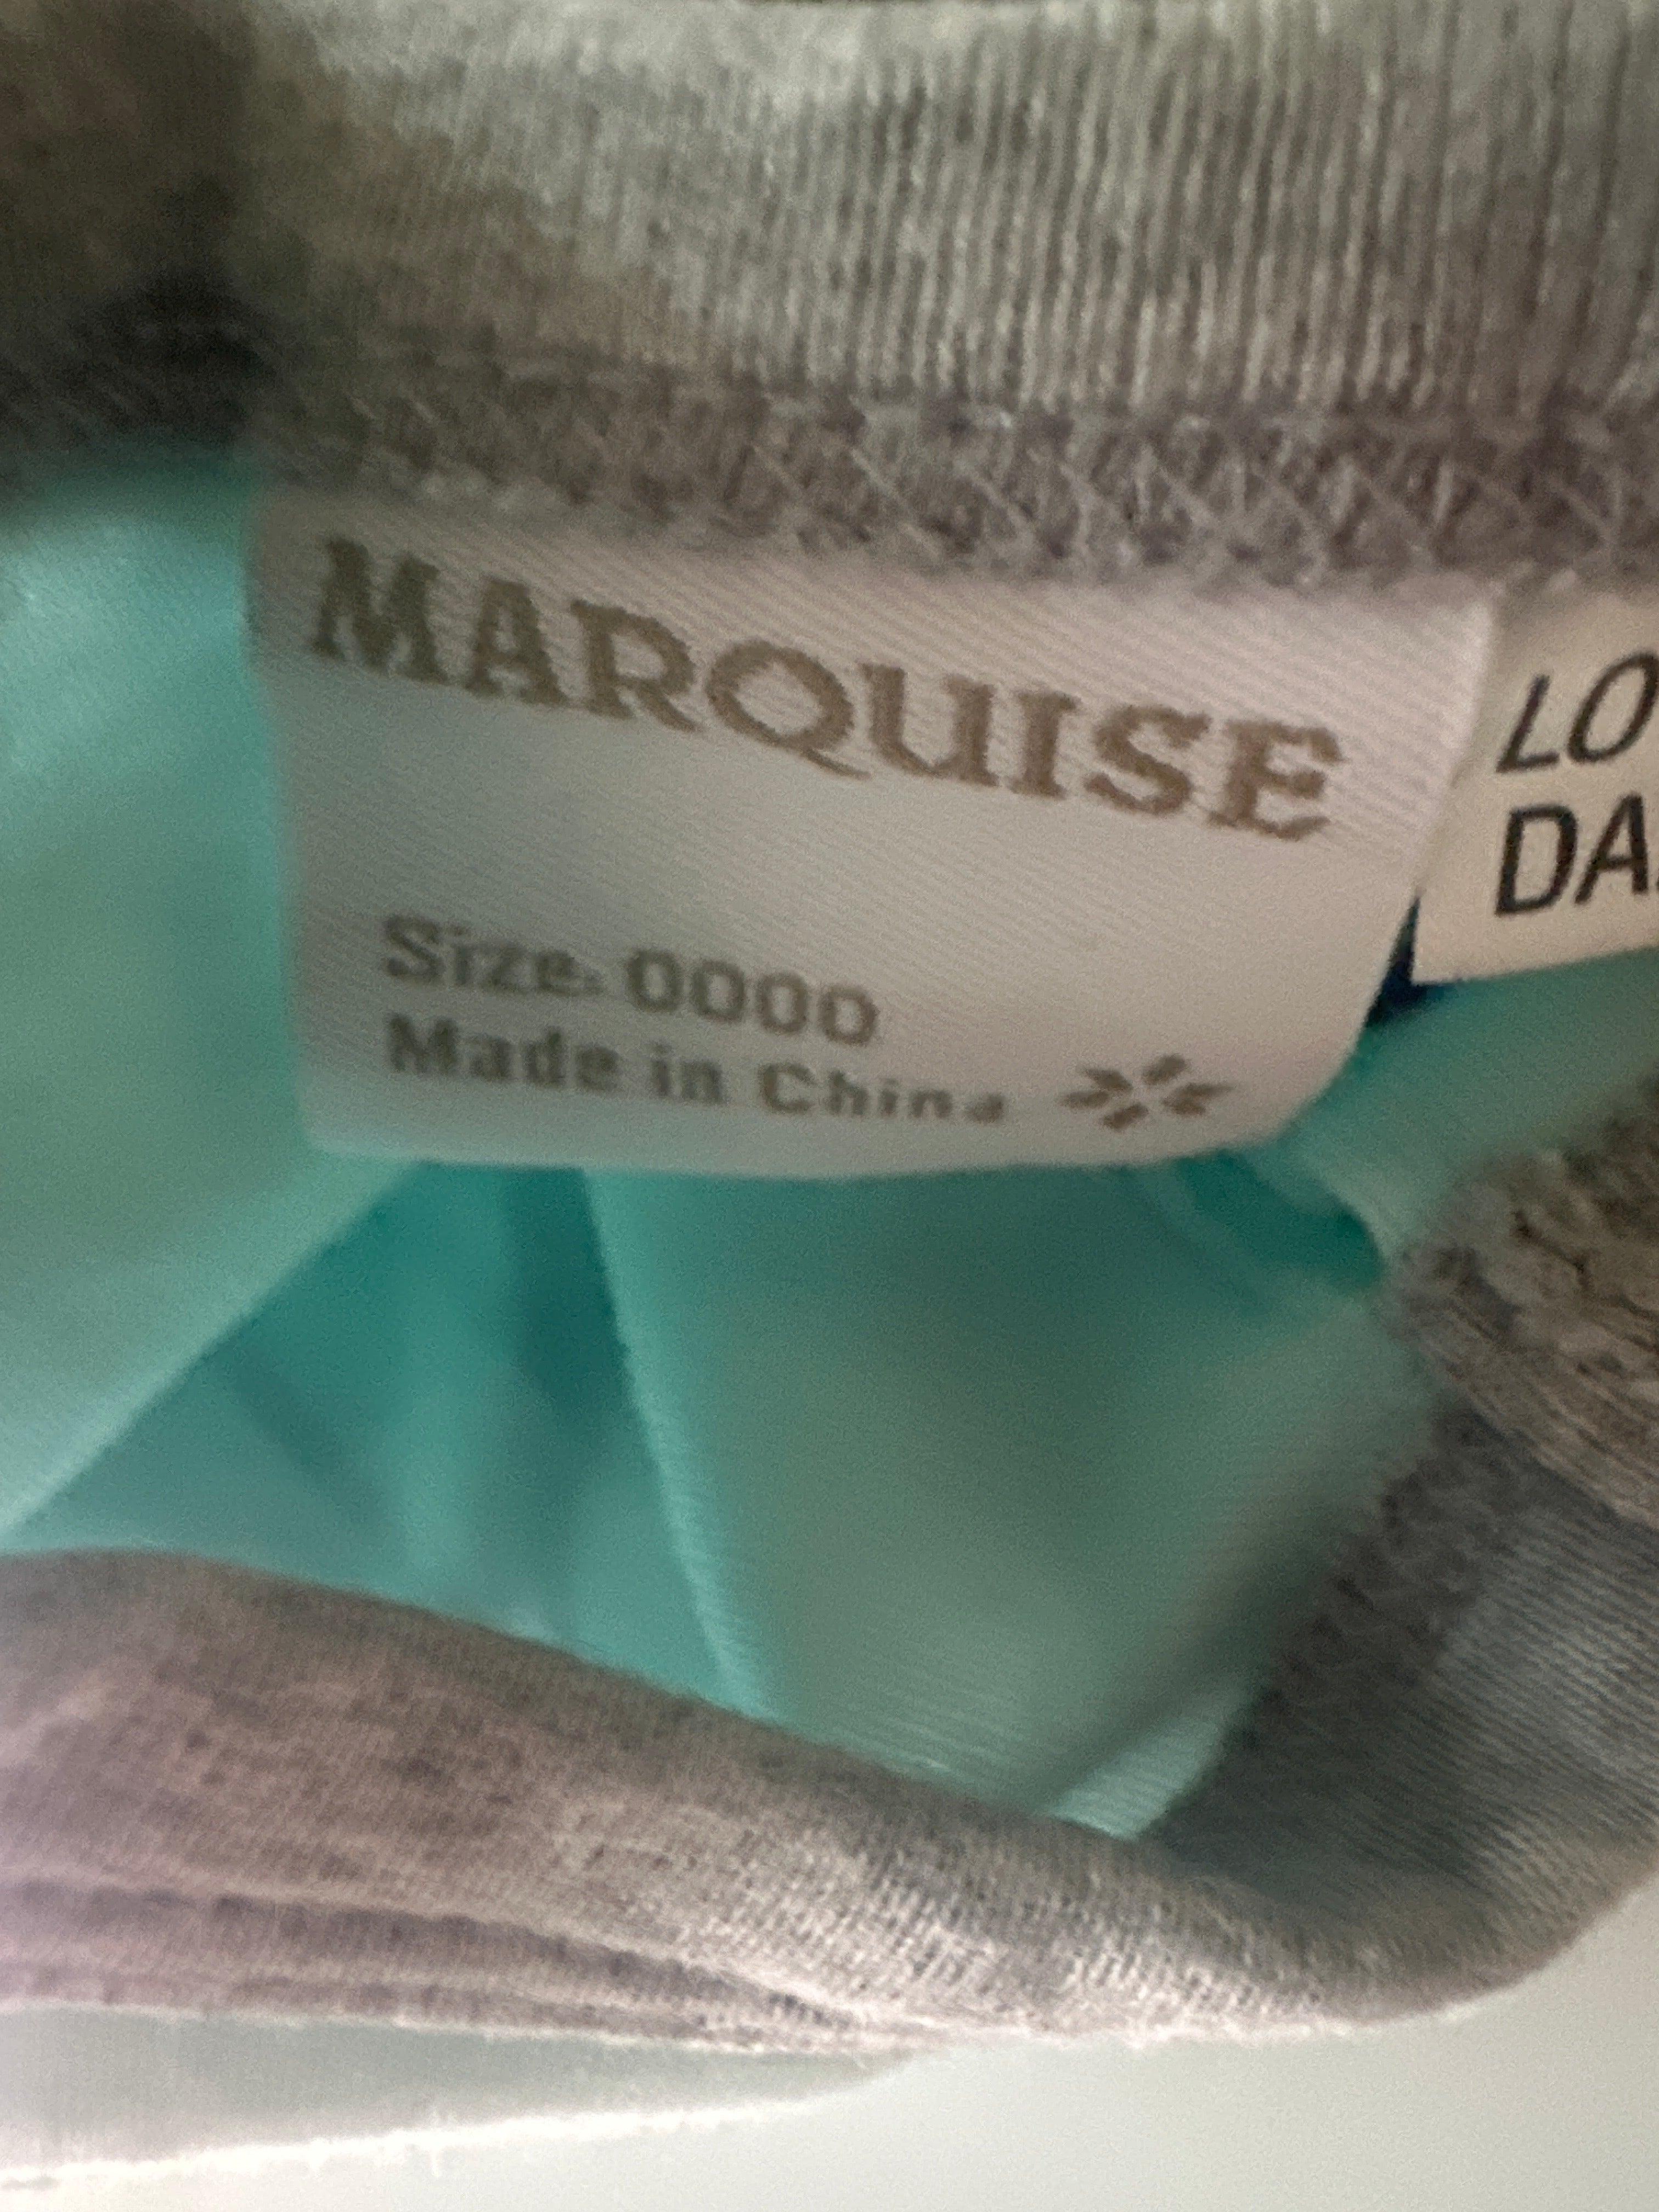 MARQUISE
Size 0000
Made in China
LO
DA